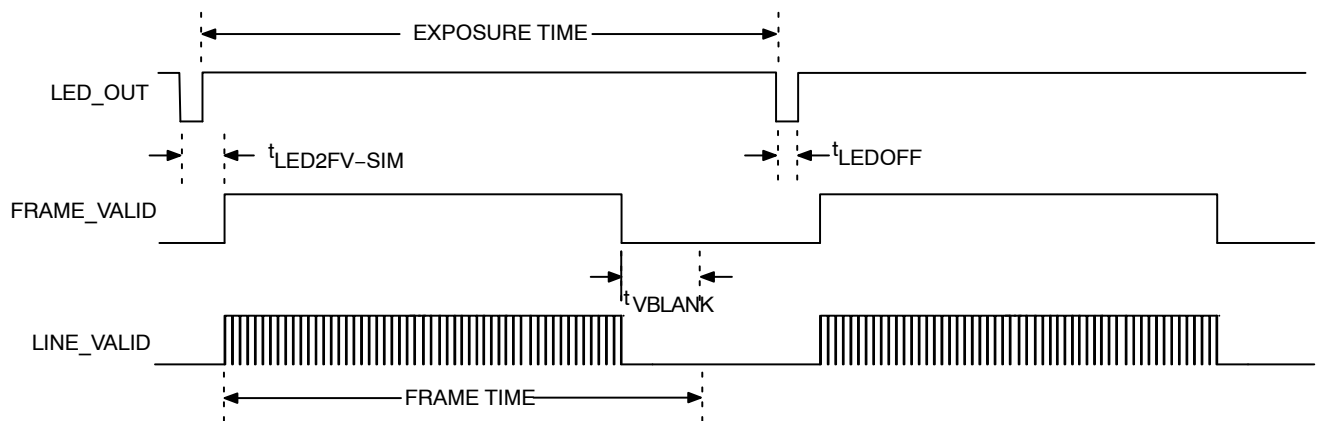 EXPOSURE TIME
LED_OUT
tLED2FV–SIM
tLEDOFF
FRAME_VALID
tVBLANK
LINE_VALID
FRAME TIME